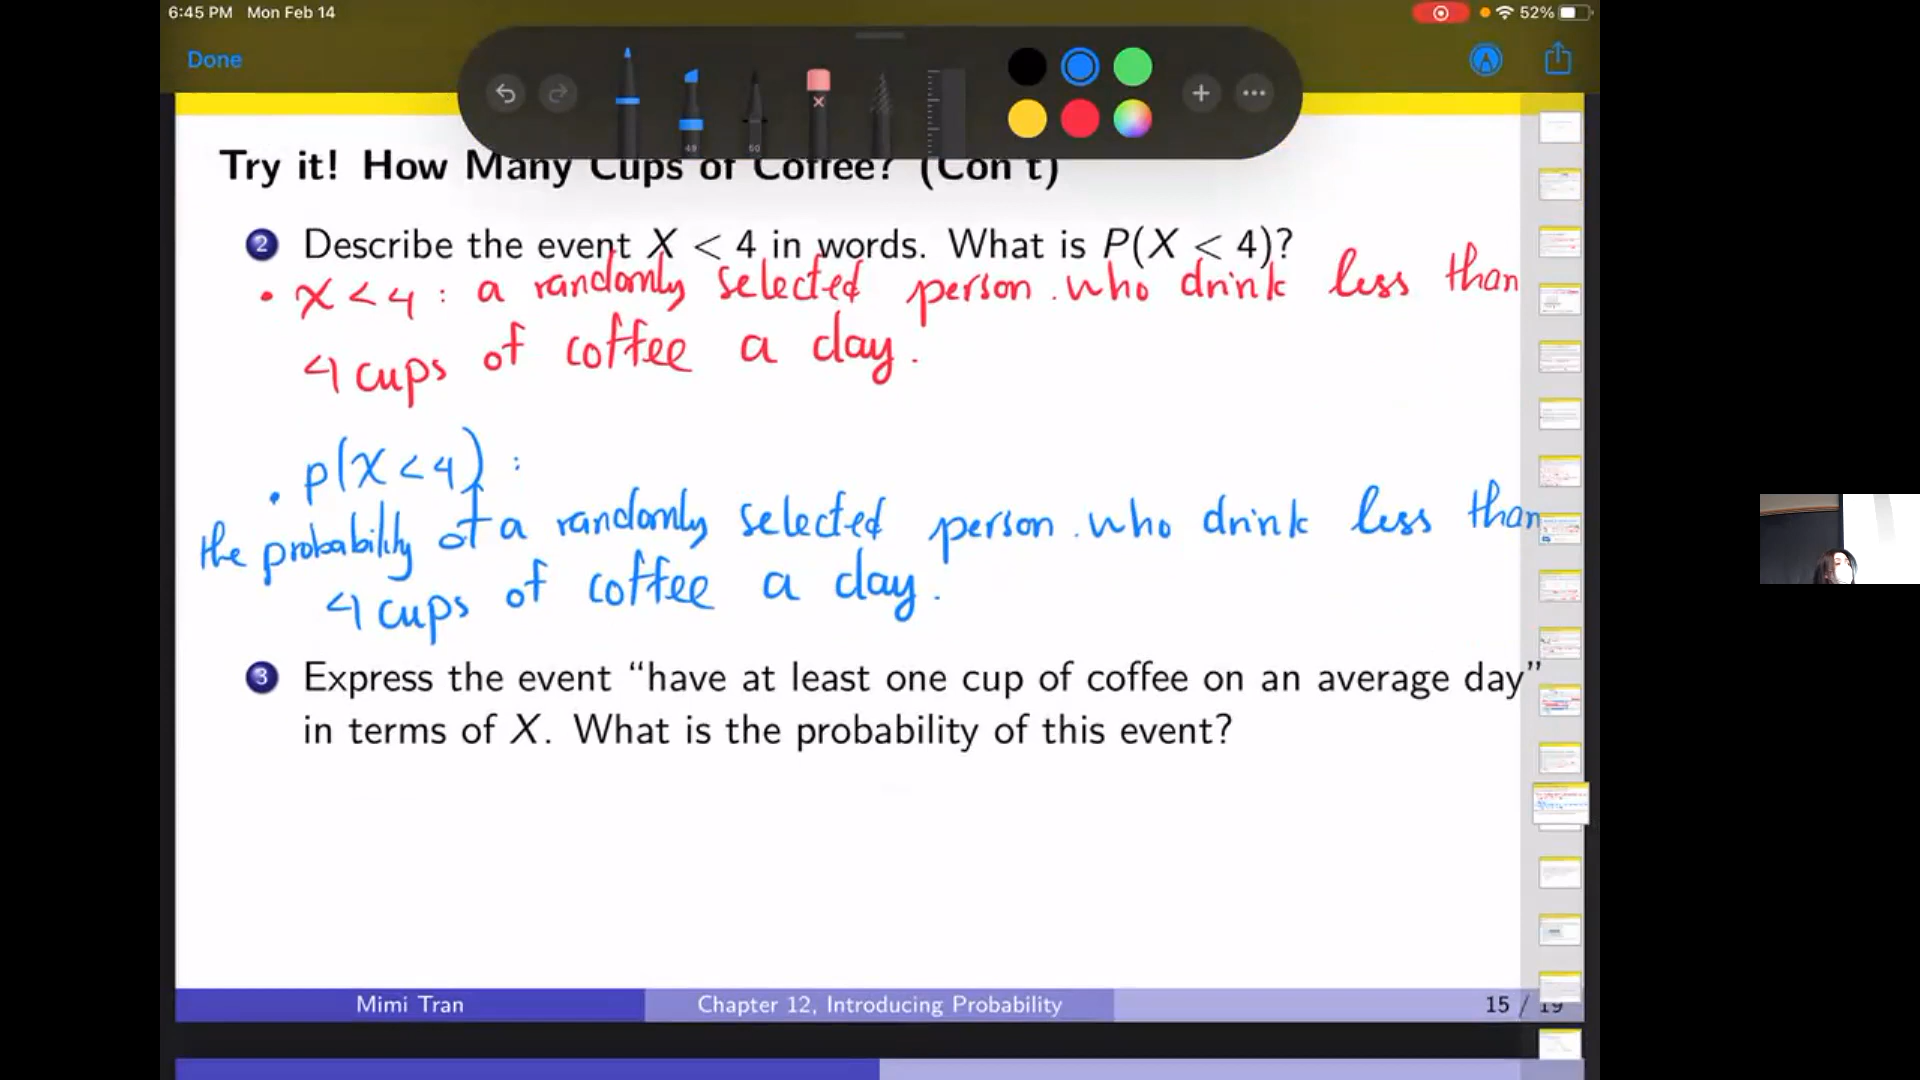 6:45 PM Mon Feb 14
52%
Done
49
50
Try it! How Many Cups of Coffee? (Con't)
2 Describe the event X < 4 in words. What is P(X < 4)?
• X < 4 : a randomly selected person . who drink less than
4 cups of coffee a day .
• p(X < 4) :
the probability of a randomly selected person . who drink less than
4 cups of coffee a day .
3 Express the event “have at least one cup of coffee on an average day”
in terms of X. What is the probability of this event?
Mimi Tran
Chapter 12, Introducing Probability
15 / 19